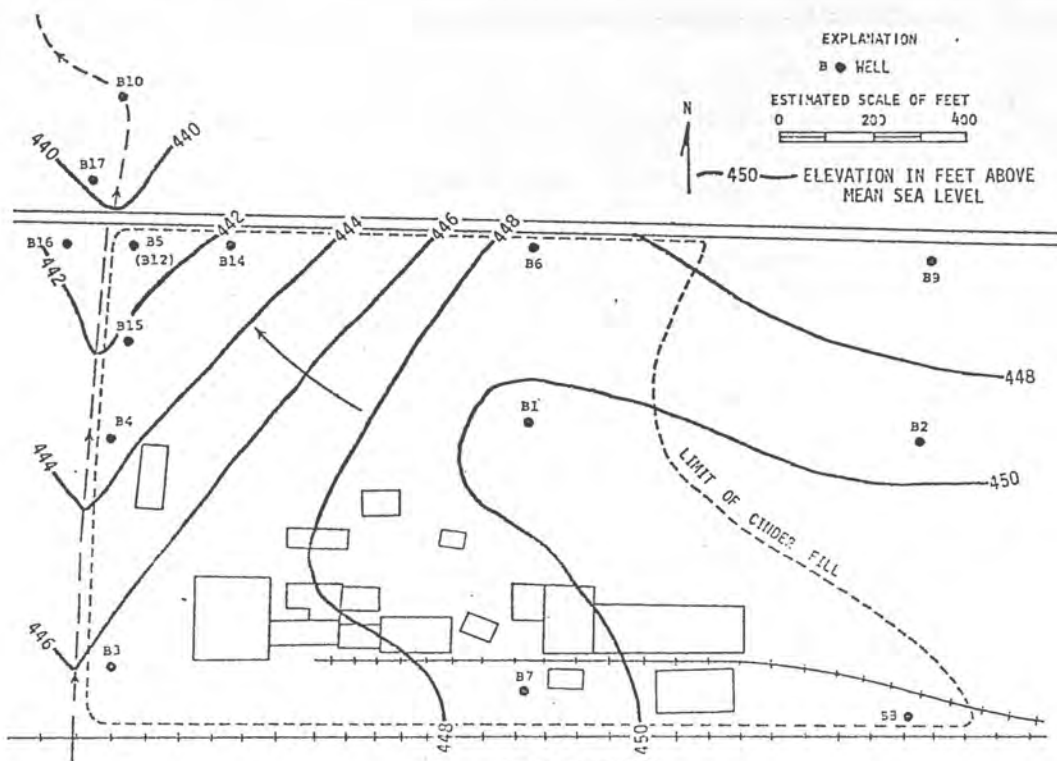 EXPLANATION
B WELL
ESTIMATED SCALE OF FEET
0 200 400
N
450 ELEVATION IN FEET ABOVE
MEAN SEA LEVEL
B10
440
440
B17
442
444
446
448
B16
B5
(B12)
B14
B6
B9
442
B15
448
B1
B2
B4
450
444
LIMIT OF CINDER FILL
446
B3
B7
448
450